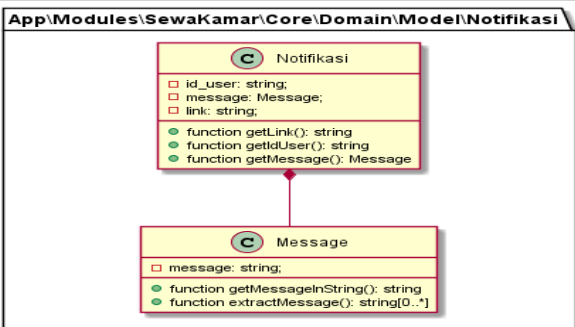 App\Modules\SewaKamar\Core\Domain\Model\Notifikasi
C Notifikasi
id_user: string;
message: Message;
link: string;
function getLink(): string
function getIdUser(): string
function getMessage(): Message
C Message
message: string;
function getMessageInString(): string
function extractMessage(): string[0..*]